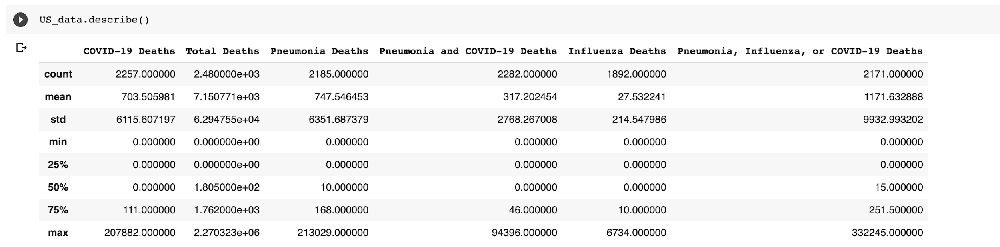 US_data.describe()
COVID-19 Deaths Total Deaths Pneumonia Deaths Pneumonia and COVID-19 Deaths Influenza Deaths Pneumonia, Influenza, or COVID-19 Deaths
count 2257.000000 2.480000e+03 2185.000000 2282.000000 1892.000000 2171.000000
mean 703.505981 7.150771e+03 747.546453 317.202454 27.532241 1171.632888
std 6115.607197 6.294755e+04 6351.687379 2768.267008 214.547986 9932.993202
min 0.000000 0.000000e+00 0.000000 0.000000 0.000000 0.000000
25% 0.000000 0.000000e+00 0.000000 0.000000 0.000000 0.000000
50% 0.000000 1.805000e+02 10.000000 0.000000 0.000000 15.000000
75% 111.000000 1.762000e+03 168.000000 46.000000 10.000000 251.500000
max 207882.000000 2.270323e+06 213029.000000 94396.000000 6734.000000 332245.000000